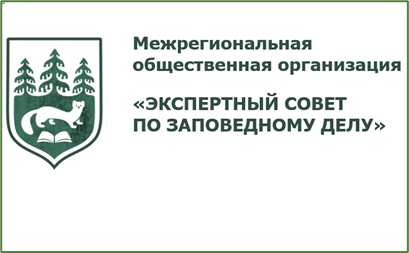 Межрегиональная
общественная организация
«ЭКСПЕРТНЫЙ СОВЕТ
ПО ЗАПОВЕДНОМУ ДЕЛУ»